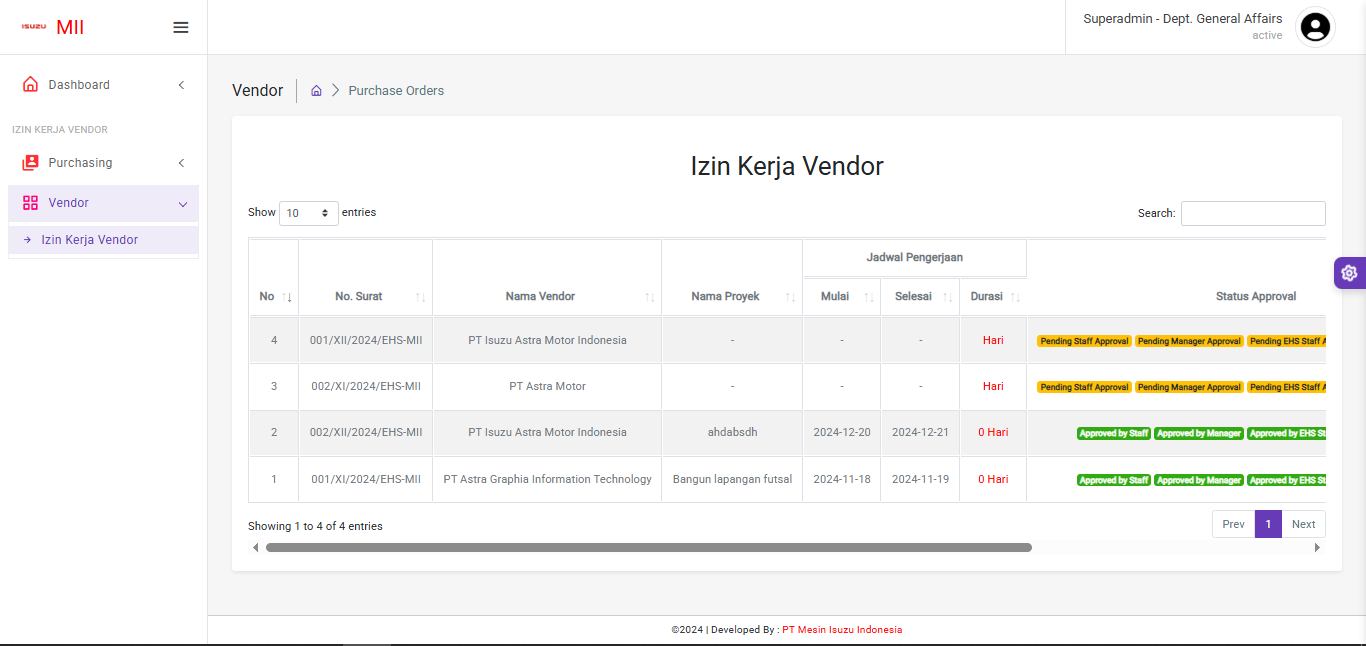 ISUZU MII
Superadmin - Dept. General Affairs
active
Dashboard
IZIN KERJA VENDOR
Purchasing
Vendor
Izin Kerja Vendor
Vendor Purchase Orders
Izin Kerja Vendor
Show 10 entries
Search:
Jadwal Pengerjaan
No No. Surat Nama Vendor Nama Proyek Mulai Selesai Durasi Status Approval
4 001/XII/2024/EHS-MII PT Isuzu Astra Motor Indonesia - - - Hari Pending Staff Approval Pending Manager Approval Pending EHS Staff A
3 002/XI/2024/EHS-MII PT Astra Motor - - - Hari Pending Staff Approval Pending Manager Approval Pending EHS Staff A
2 002/XII/2024/EHS-MII PT Isuzu Astra Motor Indonesia ahdabsdh 2024-12-20 2024-12-21 0 Hari Approved by Staff Approved by Manager Approved by EHS St
1 001/XI/2024/EHS-MII PT Astra Graphia Information Technology Bangun lapangan futsal 2024-11-18 2024-11-19 0 Hari Approved by Staff Approved by Manager Approved by EHS St
Showing 1 to 4 of 4 entries
Prev 1 Next
©2024 | Developed By : PT Mesin Isuzu Indonesia